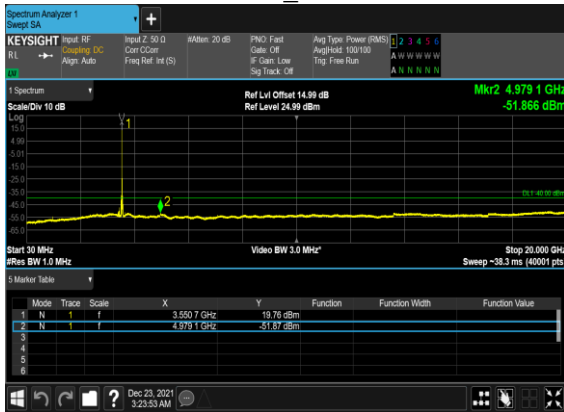 Spectrum Analyzer 1
Swept SA
+
KEYSIGHT Input: RF Input Z: 50 Ω #Atten: 20 dB PNO: Fast Avg Type: Power (RMS) 1 2 3 4 5 6
RL Coupling: DC Corr CCorr Gate: Off Avg|Hold: 100/100 A W W W W W
Align: Auto Freq Ref: Int (S) IF Gain: Low Trig: Free Run
LXI Sig Track: Off A N N N N N
1 Spectrum Ref Lvl Offset 14.99 dB Mkr2 4.979 1 GHz
Scale/Div 10 dB Ref Level 24.99 dBm -51.866 dBm
Log
15.0 1
4.99
-5.01
-15.0
-25.0
-35.0 DL1 -40.00 dBm
-45.0 2
-55.0
-65.0
Start 30 MHz Video BW 3.0 MHz* Stop 20.000 GHz
#Res BW 1.0 MHz Sweep ~38.3 ms (40001 pts)
5 Marker Table
Mode Trace Scale X Y Function Function Width Function Value
1 N 1 f 3.550 7 GHz 19.76 dBm
2 N 1 f 4.979 1 GHz -51.87 dBm
3
4
5
6
? Dec 23, 2021
3:23:53 AM